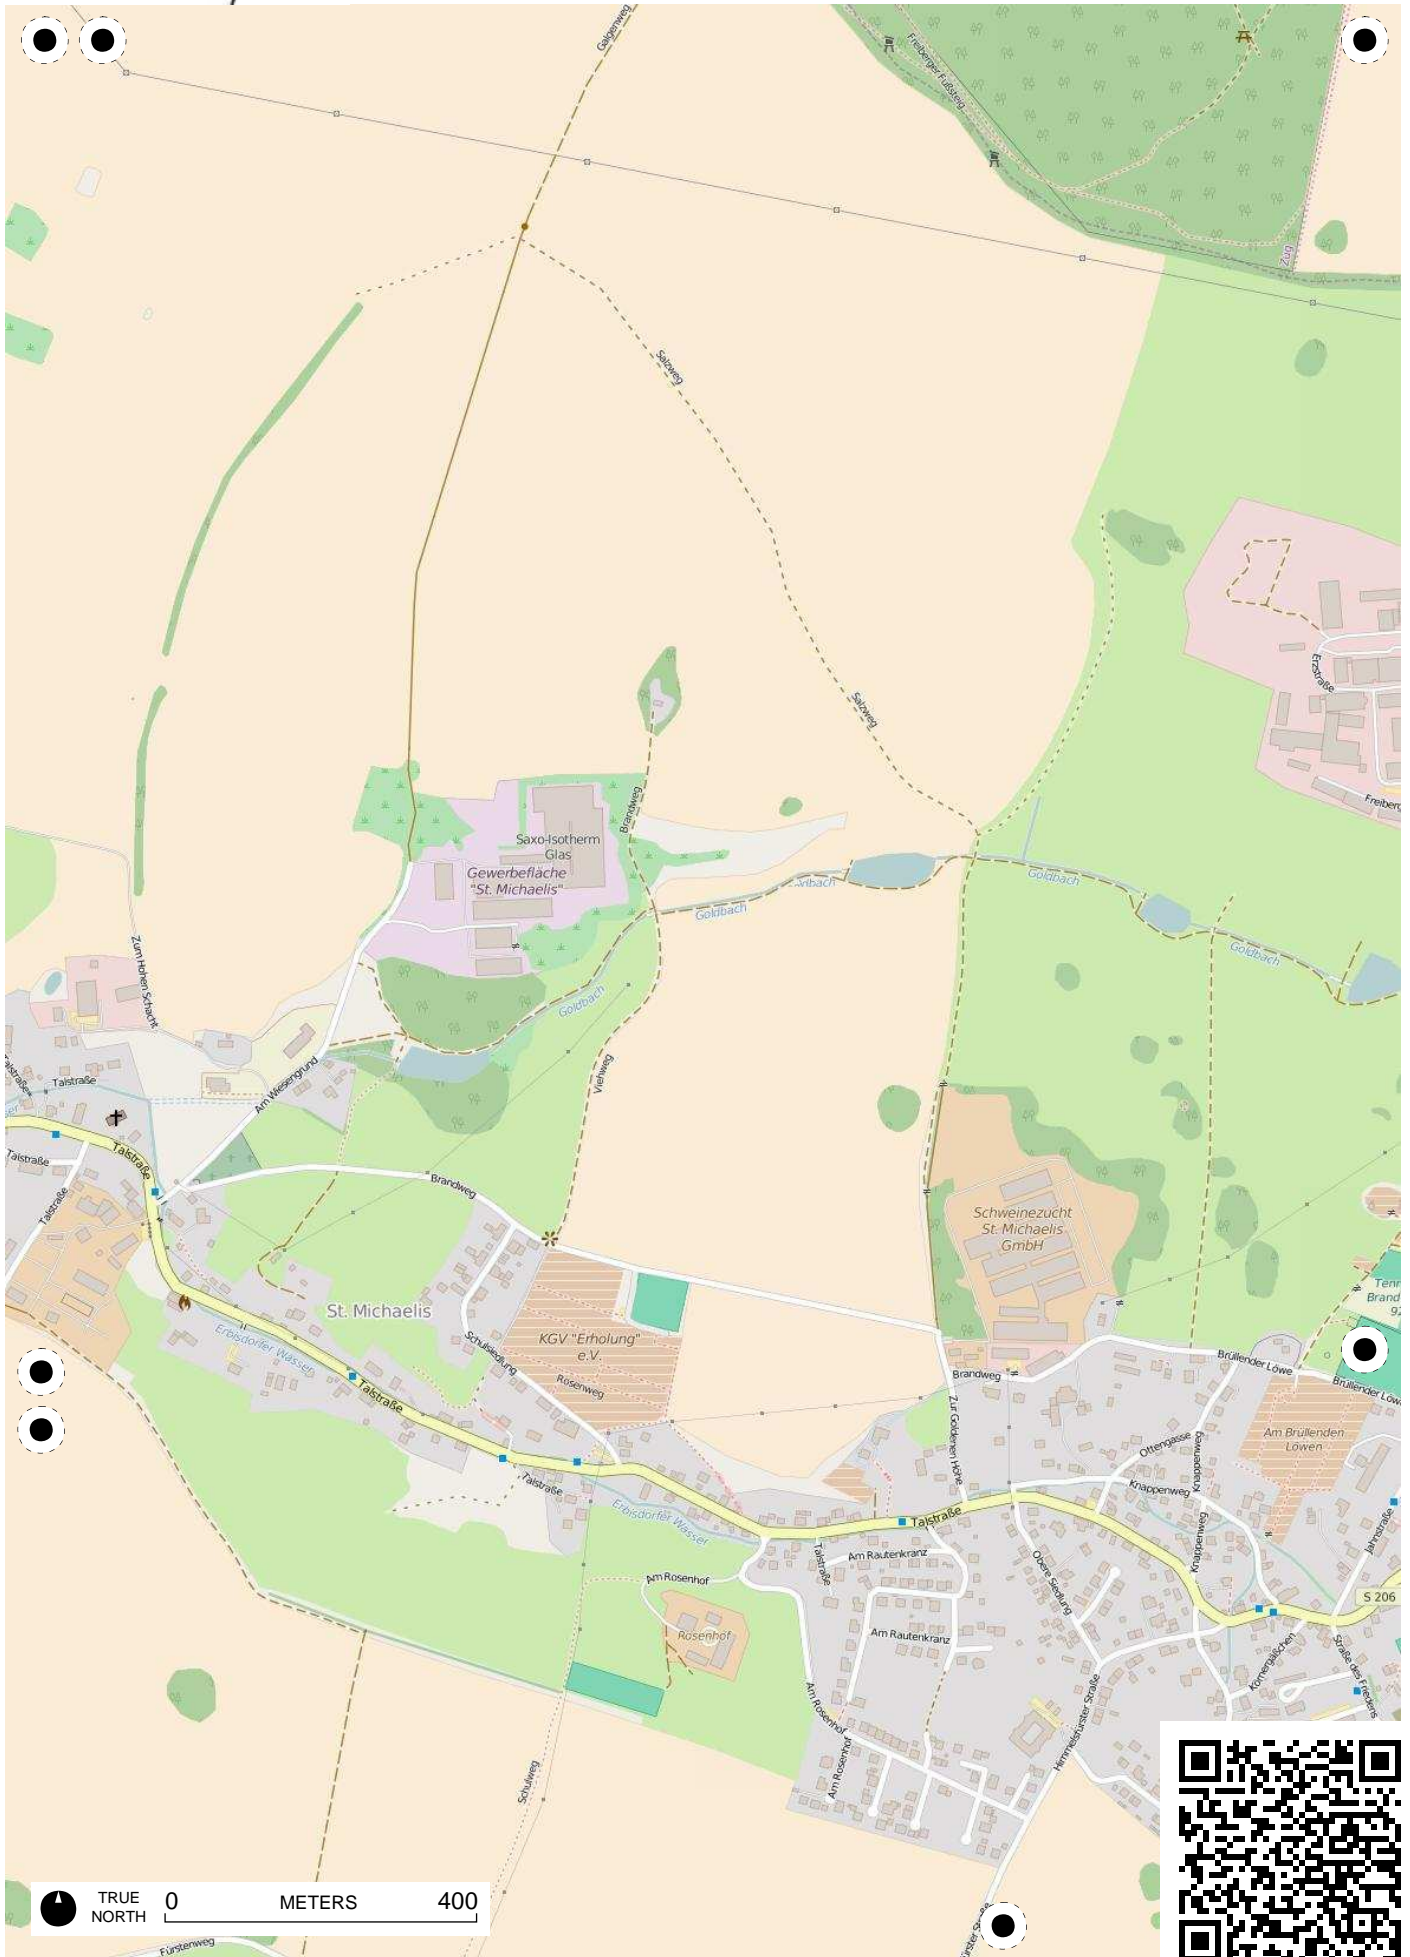 Galgenweg
Freiberger Fußsteig
Zug
Salzweg
Erzstraße
Salzweg
Freiberg
Brandweg
Saxo-Isotherm
Glas
Gewerbefläche
"St. Michaelis"
Goldbach
Goldbach
Goldbach
Goldbach
Zum Hohen Schacht
Viehweg
Am Wiesengrund
Talstraße
Talstraße
Talstraße
Talstraße
Talstraße
Brandweg
Schweinezucht
St. Michaelis
GmbH
St. Michaelis
Erbisdorfer Wasser
KGV "Erholung"
e.V.
Schulsiedlung
Rosenweg
Talstraße
Brandweg
Brüllender Löwe
Brüllender Löwe
Zur Goldenen Höhe
Am Brüllenden
Löwen
Ottengasse
Knappenweg
Knappenweg
Knappenweg
Talstraße
Erbisdorfer Wasser
Talstraße
Talstraße
Am Rautenkranz
Obere Siedlung
Jahnstraße
S 206
Am Rosenhof
Rosenhof
Am Rautenkranz
Körnergäßchen
Straße des Friedens
Am Rosenhof
Am Rosenhof
Himmelsfürster Straße
Schulweg
TRUE
NORTH
0 METERS 400
Fürstenweg